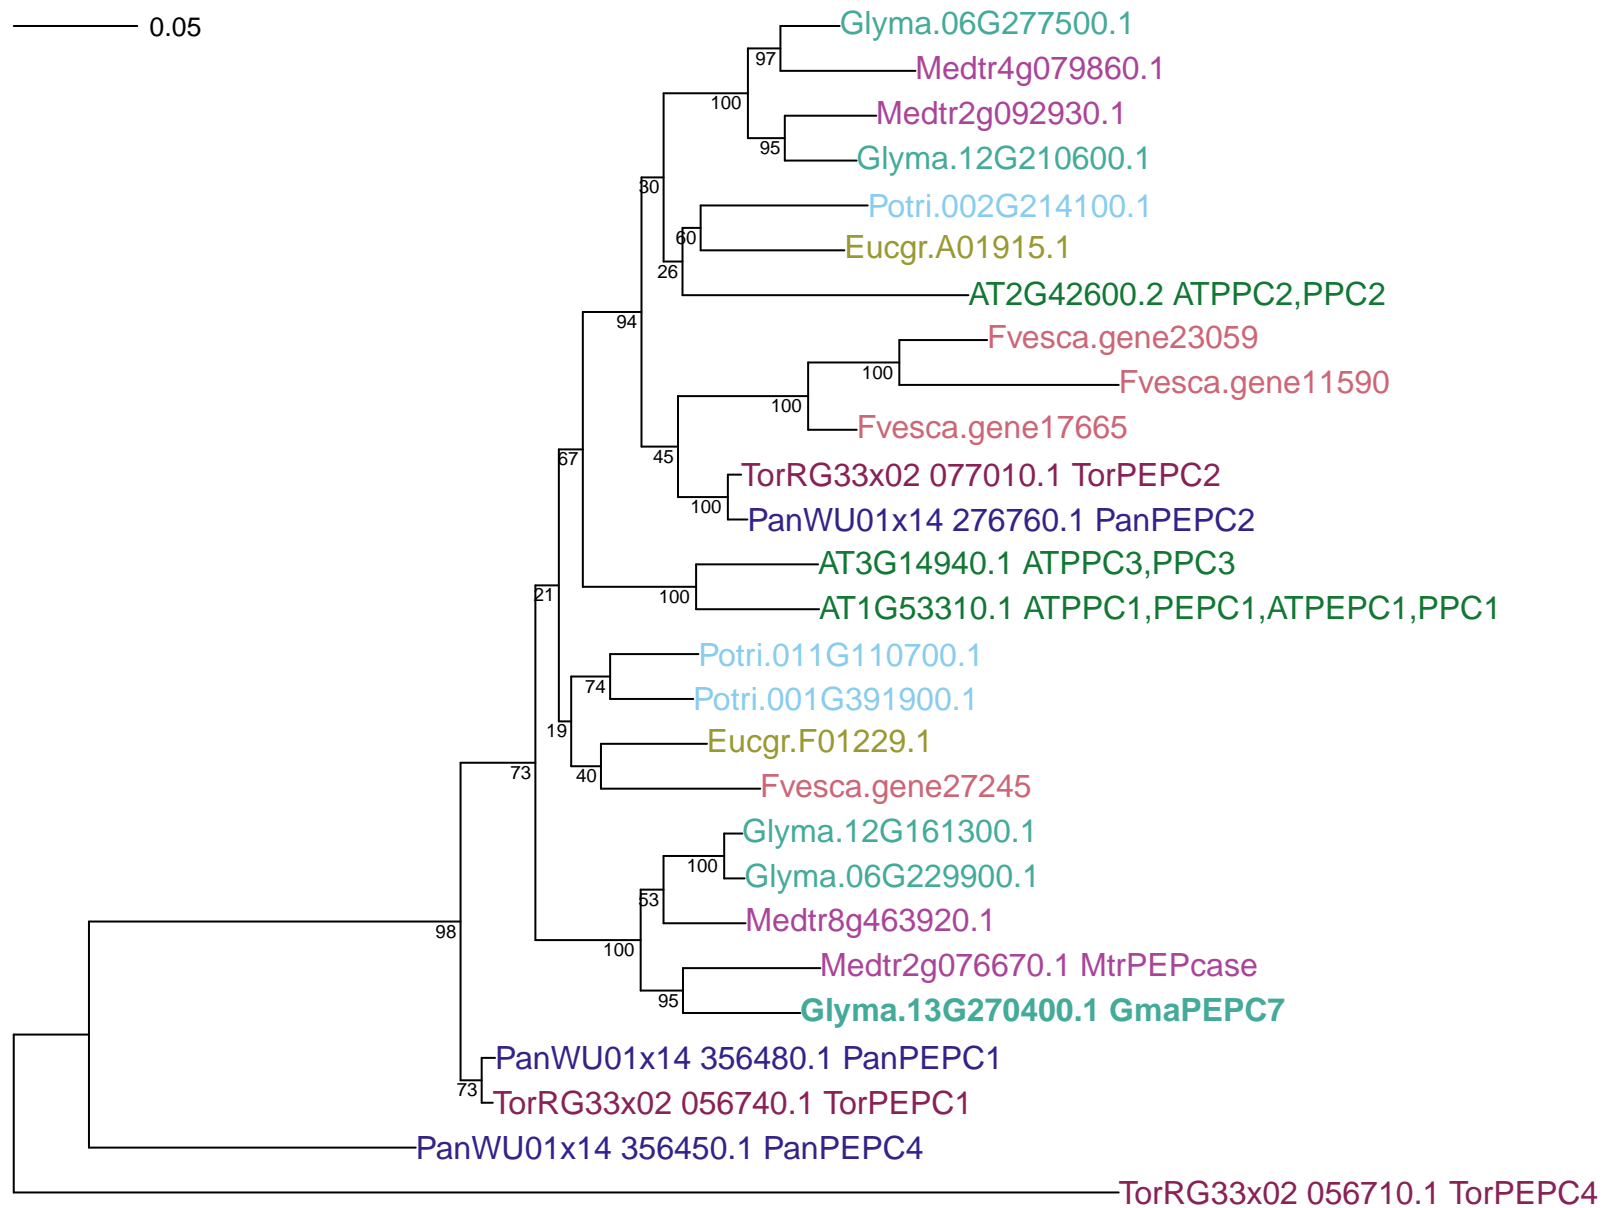 0.05
Glyma.06G277500.1
97
Medtr4g079860.1
100
Medtr2g092930.1
95
Glyma.12G210600.1
30
Potri.002G214100.1
60
Eucgr.A01915.1
26
AT2G42600.2 ATPPC2,PPC2
94
Fvesca.gene23059
100
Fvesca.gene11590
100
Fvesca.gene17665
45
TorRG33x02 077010.1 TorPEPC2
100
PanWU01x14 276760.1 PanPEPC2
67
AT3G14940.1 ATPPC3,PPC3
100
AT1G53310.1 ATPPC1,PEPC1,ATPEPC1,PPC1
21
Potri.011G110700.1
74
Potri.001G391900.1
19
Eucgr.F01229.1
40
Fvesca.gene27245
73
Glyma.12G161300.1
100
Glyma.06G229900.1
53
Medtr8g463920.1
100
Medtr2g076670.1 MtrPEPcase
95
Glyma.13G270400.1 GmaPEPC7
98
PanWU01x14 356480.1 PanPEPC1
73
TorRG33x02 056740.1 TorPEPC1
PanWU01x14 356450.1 PanPEPC4
TorRG33x02 056710.1 TorPEPC4